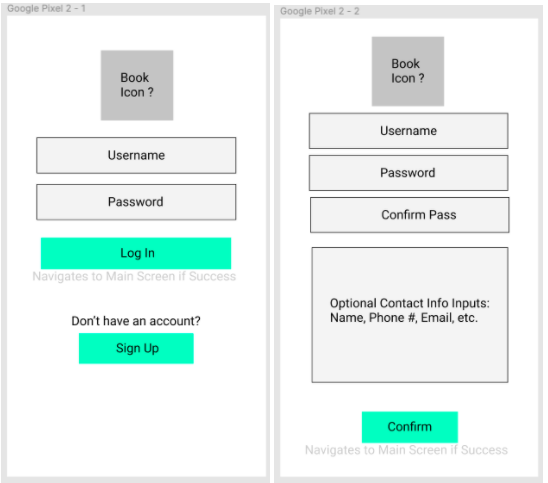 Google Pixel 2 - 1
Book
Icon ?
Username
Password
Log In
Navigates to Main Screen if Success
Don't have an account?
Sign Up
Google Pixel 2 - 2
Book
Icon ?
Username
Password
Confirm Pass
Optional Contact Info Inputs:
Name, Phone #, Email, etc.
Confirm
Navigates to Main Screen if Success